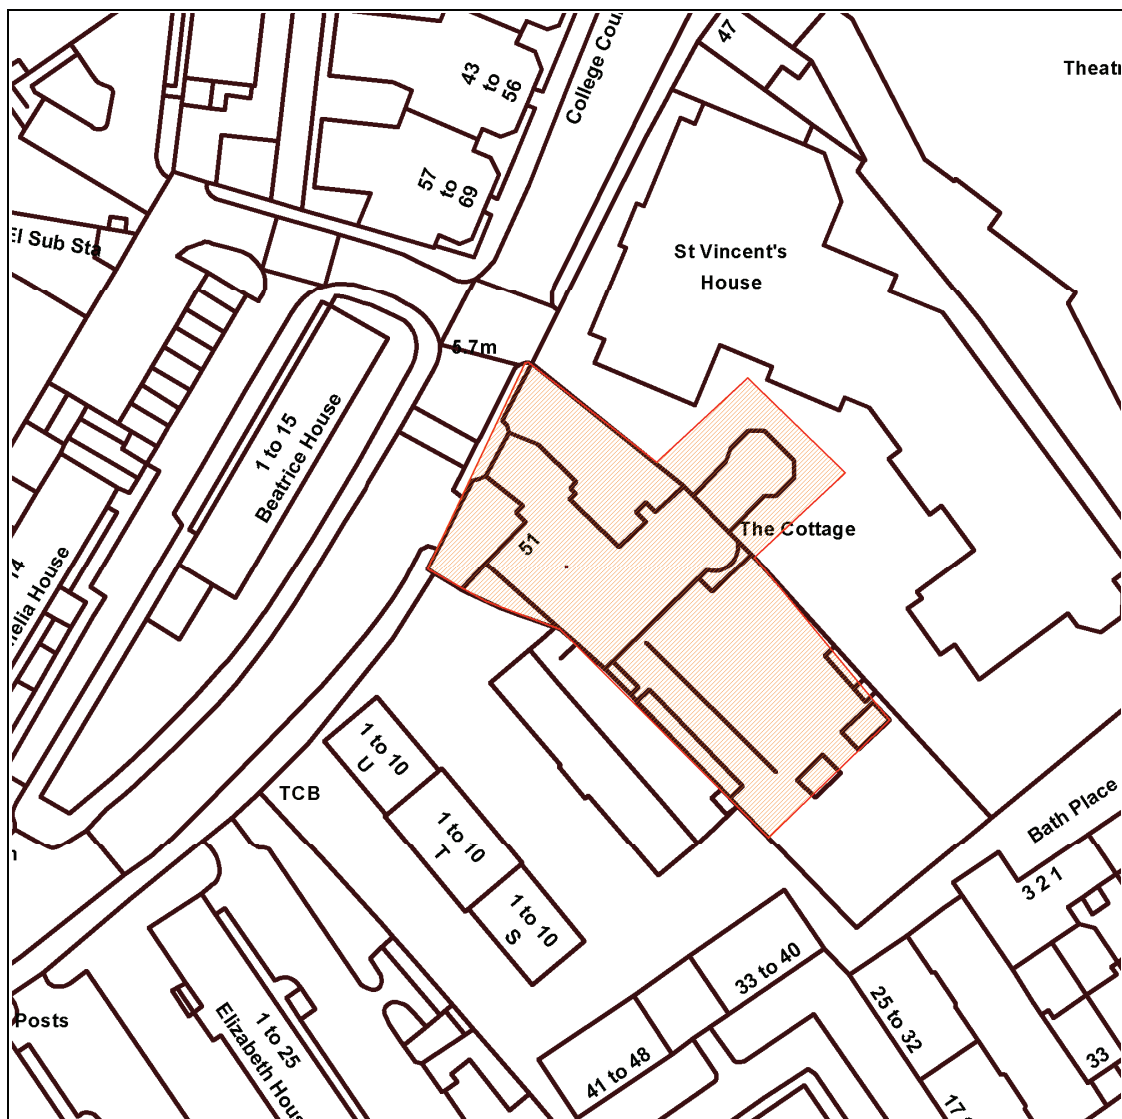 47
Theatr
College Cou
43
to
56
57
to
69
El Sub Sta
St Vincent's
House
5.7m
1 to 15
Beatrice House
The Cottage
51
14
nelia House
1 to 10
U
TCB
1 to 10
T
1 to 10
S
Bath Place
3 2 1
33 to 40
25 to 32
41 to 48
33
17
Posts
1 to 25
Elizabeth Hous